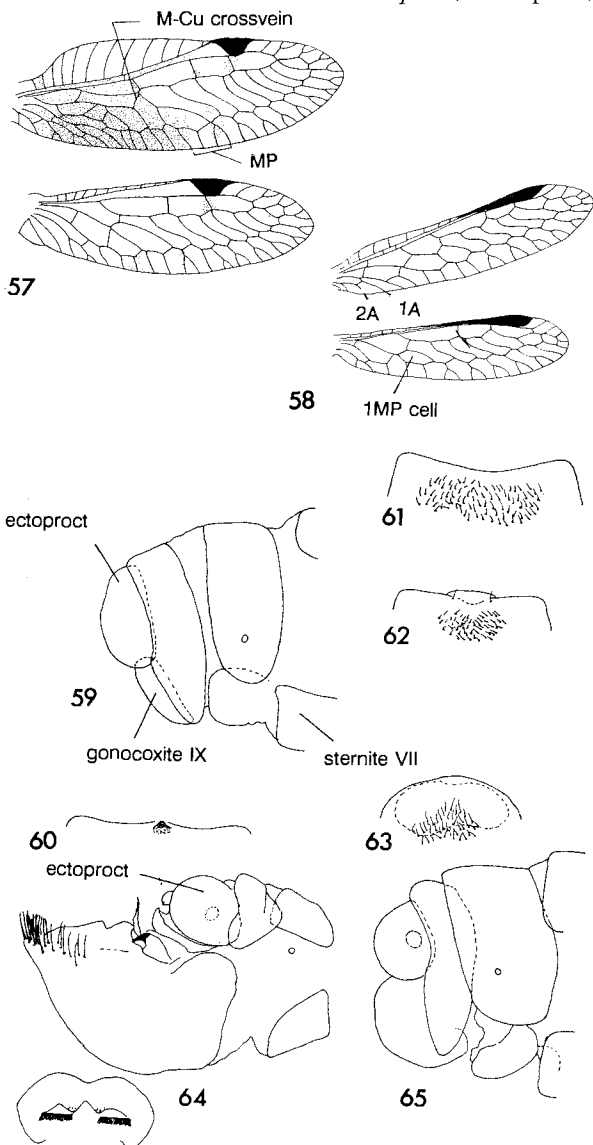 M-Cu crossvein
MP
57
2A 1A
58
1MP cell
61
ectoproct
62
59
gonocoxite IX
sternite VII
60
63
ectoproct
64
65